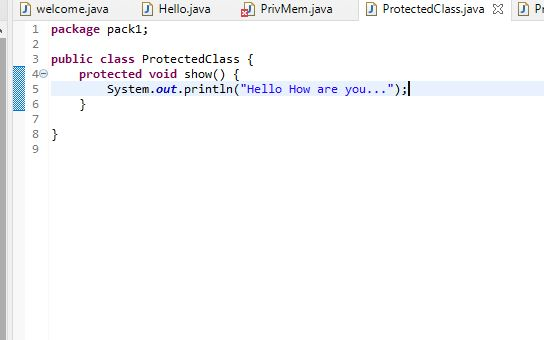 welcome.java Hello.java PrivMem.java ProtectedClass.java Pr
1 package pack1;
2
3 public class ProtectedClass {
4 protected void show() {
5 System.out.println("Hello How are you...");
6 }
7
8 }
9